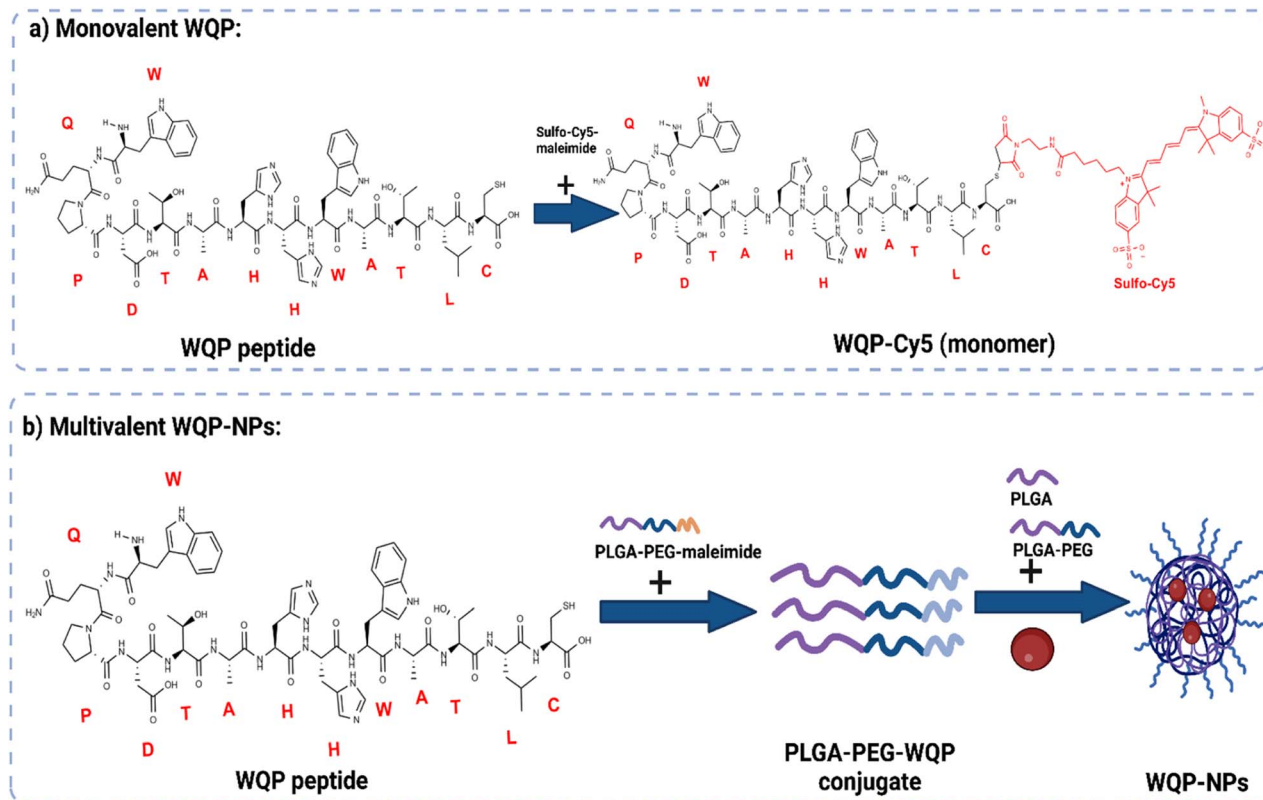 a) Monovalent WQP:
W
Q
P
D
T
A
H
H
W
A
T
L
C
WQP peptide
Sulfo-Cy5-
maleimide
+
W
Q
P
D
T
A
H
H
W
A
T
L
C
Sulfo-Cy5
WQP-Cy5 (monomer)
b) Multivalent WQP-NPs:
W
Q
P
D
T
A
H
H
W
A
T
L
C
WQP peptide
PLGA-PEG-maleimide
+
PLGA-PEG-WQP
conjugate
PLGA
PLGA-PEG
+
WQP-NPs